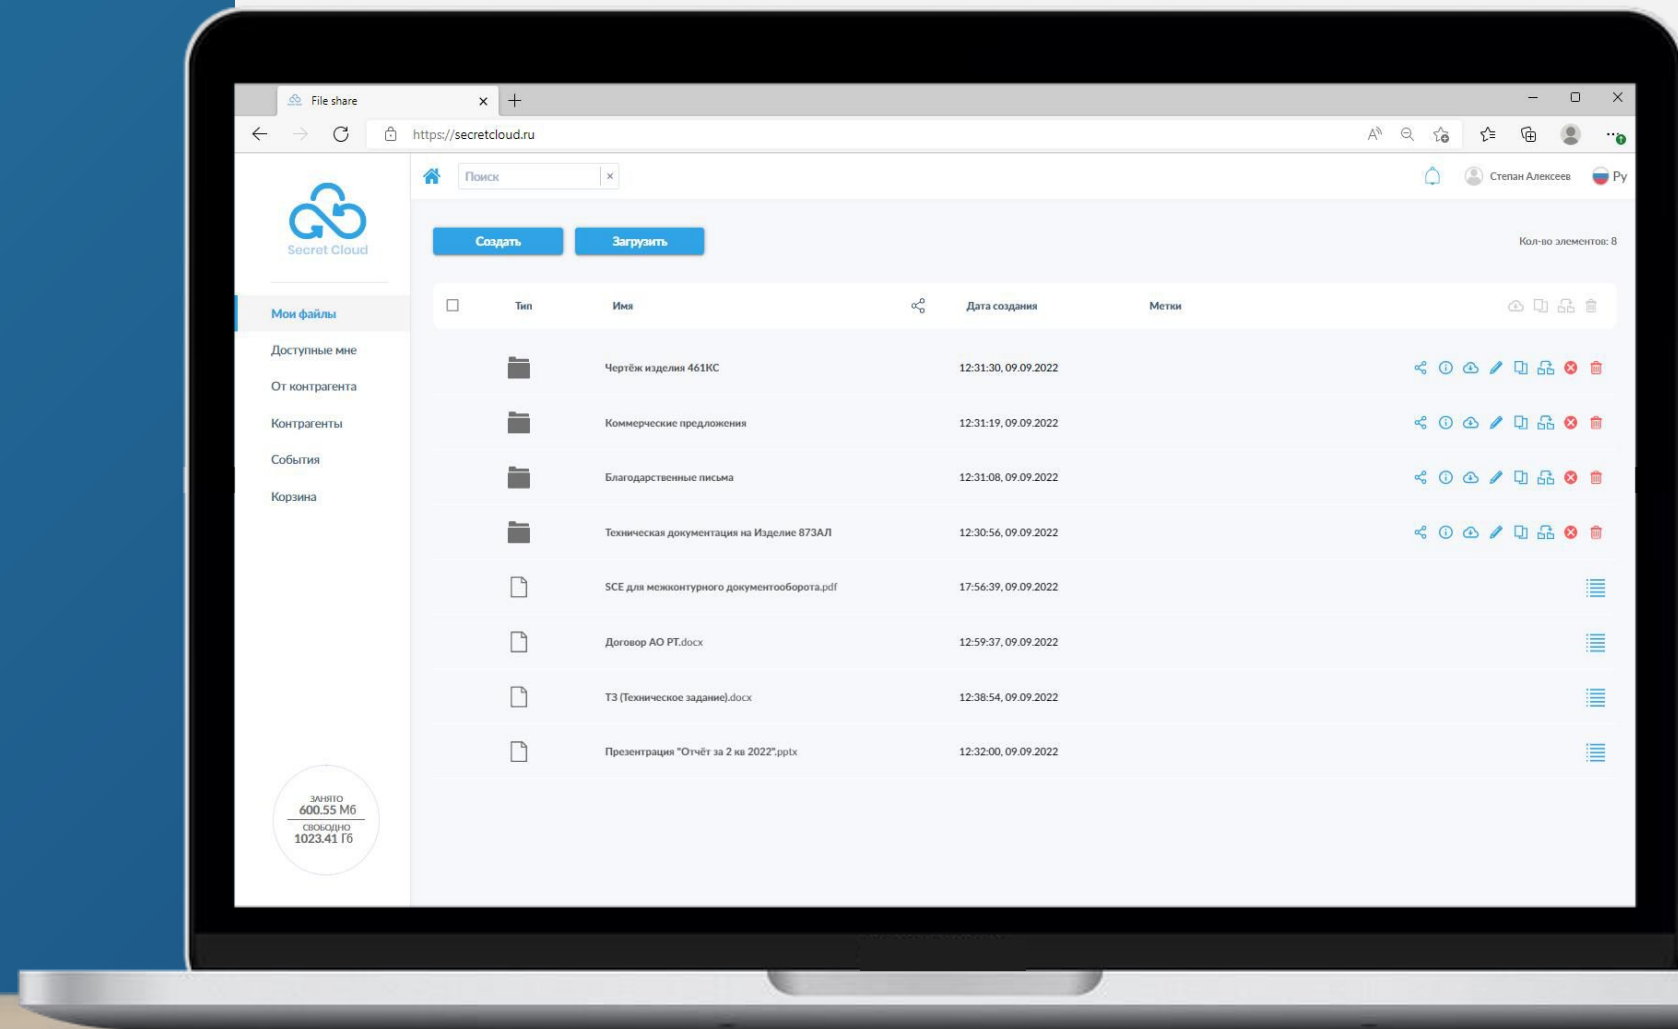 File share
https://secretcloud.ru
Поиск
Степан Алексеев
Ру
Secret Cloud
Создать
Загрузить
Кол-во элементов: 8
Мои файлы
Доступные мне
От контрагента
Контрагенты
События
Корзина
Тип Имя Дата создания Метки
Чертёж изделия 461КС 12:31:30, 09.09.2022
Коммерческие предложения 12:31:19, 09.09.2022
Благодарственные письма 12:31:08, 09.09.2022
Техническая документация на Изделие 873АЛ 12:30:56, 09.09.2022
SCE для межконтурного документооборота.pdf 17:56:39, 09.09.2022
Договор АО РТ.docx 12:59:37, 09.09.2022
ТЗ (Техническое задание).docx 12:38:54, 09.09.2022
Презентрация "Отчёт за 2 кв 2022".pptx 12:32:00, 09.09.2022
ЗАНЯТО
600.55 Мб
СВОБОДНО
1023.41 Гб